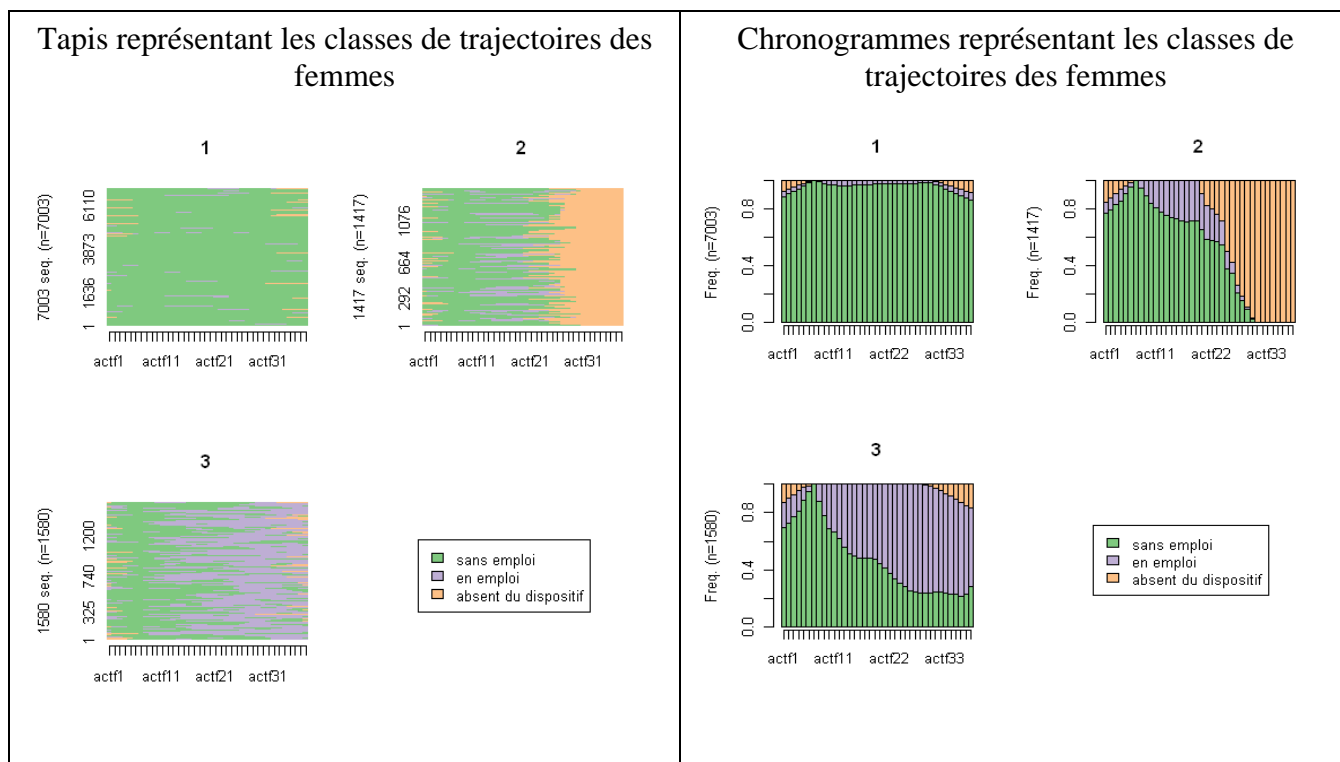 Tapis représentant les classes de trajectoires des
femmes
1
7003 seq. (n=7003)
1 1636 3873 6110
actf1 actf11 actf21 actf31
2
1417 seq. (n=1417)
1 292 664 1076
actf1 actf11 actf21 actf31
3
1580 seq. (n=1580)
1 325 740 1200
actf1 actf11 actf21 actf31
sans emploi
en emploi
absent du dispositif
Chronogrammes représentant les classes de
trajectoires des femmes
1
Freq. (n=7003)
0.0 0.4 0.8
actf1 actf11 actf22 actf33
2
Freq. (n=1417)
0.0 0.4 0.8
actf1 actf11 actf22 actf33
3
Freq. (n=1580)
0.0 0.4 0.8
actf1 actf11 actf22 actf33
sans emploi
en emploi
absent du dispositif